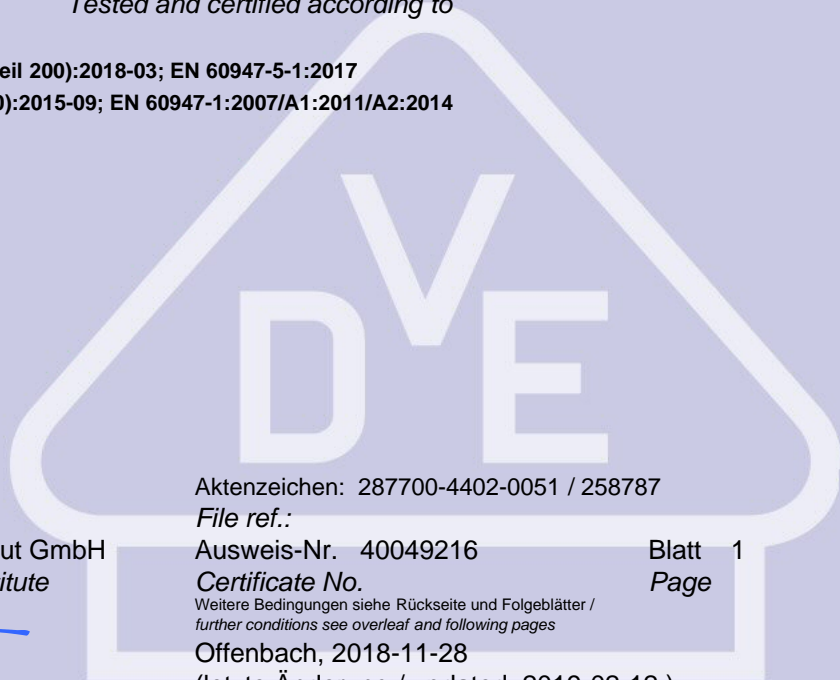 Tested and certified according to
eil 200):2018-03; EN 60947-5-1:2017
0):2015-09; EN 60947-1:2007/A1:2011/A2:2014
VDE
Aktenzeichen: 287700-4402-0051 / 258787
File ref.:
ut GmbH Ausweis-Nr. 40049216 Blatt 1
itute Certificate No. Page
Weitere Bedingungen siehe Rückseite und Folgeblätter /
further conditions see overleaf and following pages
Offenbach, 2018-11-28